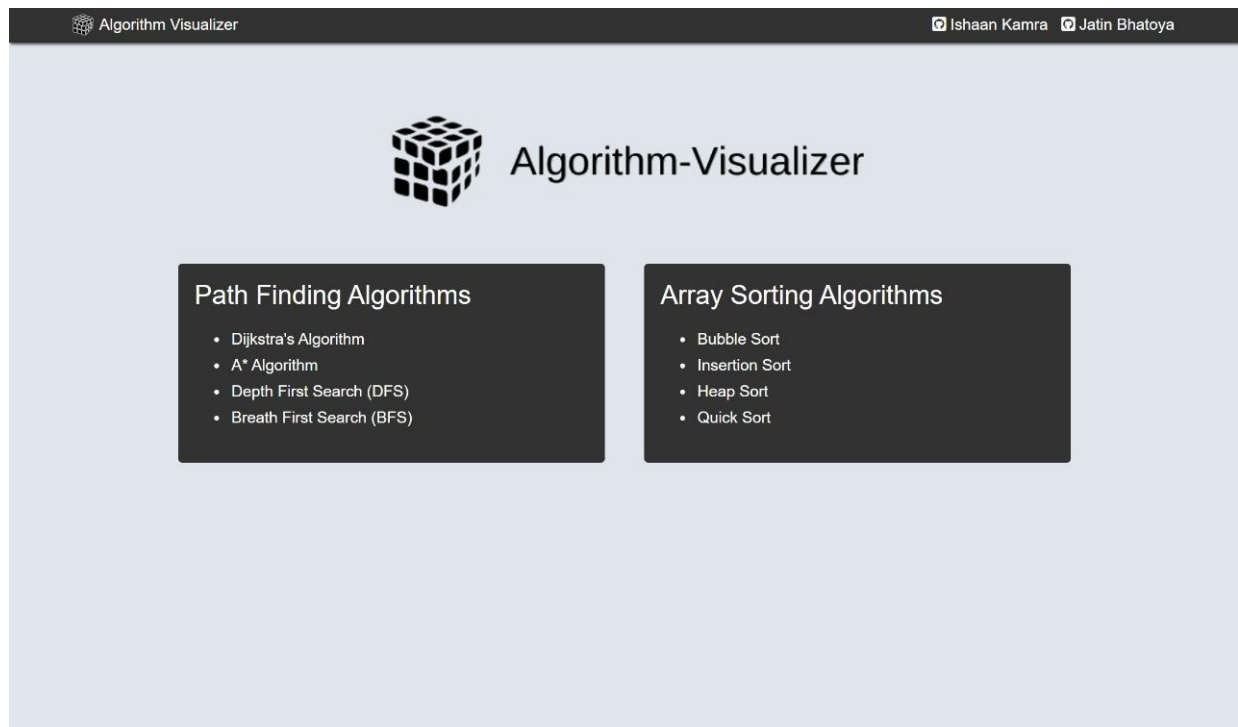 Algorithm Visualizer
Ishaan Kamra Jatin Bhatoya
Algorithm-Visualizer
Path Finding Algorithms
• Dijkstra's Algorithm
• A* Algorithm
• Depth First Search (DFS)
• Breath First Search (BFS)
Array Sorting Algorithms
• Bubble Sort
• Insertion Sort
• Heap Sort
• Quick Sort